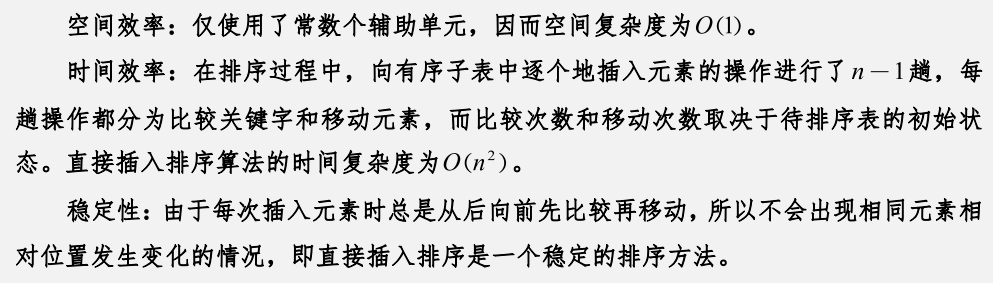 空间效率：仅使用了常数个辅助单元，因而空间复杂度为O(1)。
时间效率：在排序过程中，向有序子表中逐个地插入元素的操作进行了n－1趟，每
趟操作都分为比较关键字和移动元素，而比较次数和移动次数取决于待排序表的初始状
态。直接插入排序算法的时间复杂度为O(n²)。
稳定性：由于每次插入元素时总是从后向前先比较再移动，所以不会出现相同元素相
对位置发生变化的情况，即直接插入排序是一个稳定的排序方法。